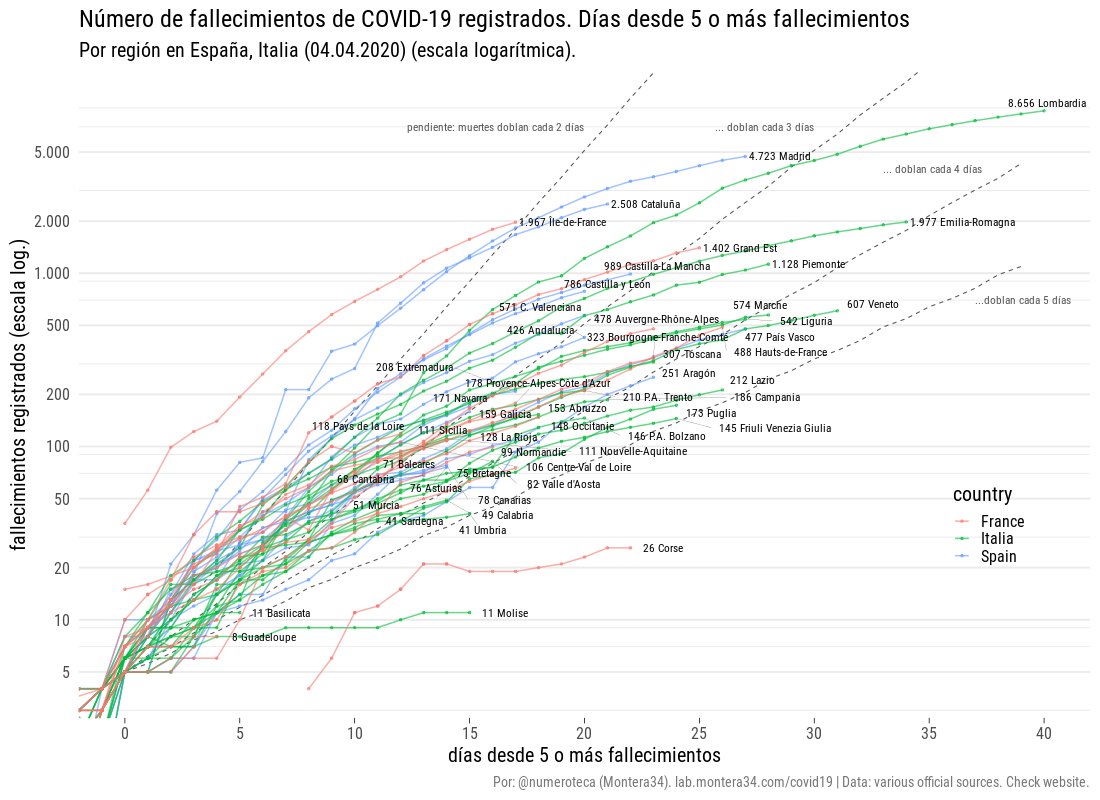 Número de fallecimientos de COVID-19 registrados. Días desde 5 o más fallecimientos
Por región en España, Italia (04.04.2020) (escala logarítmica).
8.656 Lombardia
pendiente: muertes doblan cada 2 días
... doblan cada 3 días
5.000
4.723 Madrid
... doblan cada 4 días
2.508 Cataluña
2.000
1.967 Île-de-France
1.977 Emilia-Romagna
1.402 Grand Est
1.000
989 Castilla-La Mancha
1.128 Piemonte
786 Castilla y León
...doblan cada 5 días
571 C. Valenciana
574 Marche
607 Veneto
500
478 Auvergne-Rhône-Alpes
542 Liguria
426 Andalucía
323 Bourgogne-Franche-Comté
477 País Vasco
307 Toscana
488 Hauts-de-France
208 Extremadura
251 Aragón
178 Provence-Alpes-Côte d'Azur
212 Lazio
200
171 Navarra
210 P.A. Trento
186 Campania
159 Galicia
153 Abruzzo
173 Puglia
118 Pays de la Loire
111 Sicilia
148 Occitanie
145 Friuli Venezia Giulia
128 La Rioja
146 P.A. Bolzano
100
99 Normandie
111 Nouvelle-Aquitaine
71 Baleares
75 Bretagne
106 Centre-Val de Loire
68 Cantabria
76 Asturias
82 Valle d'Aosta
50
78 Canarias
51 Murcia
49 Calabria
41 Sardegna
41 Umbria
26 Corse
20
11 Basilicata
11 Molise
10
8 Guadeloupe
5
country
France
Italia
Spain
0
5
10
15
20
25
30
35
40
fallecimientos registrados (escala log.)
días desde 5 o más fallecimientos
Por: @numeroteca (Montera34). lab.montera34.com/covid19 | Data: various official sources. Check website.